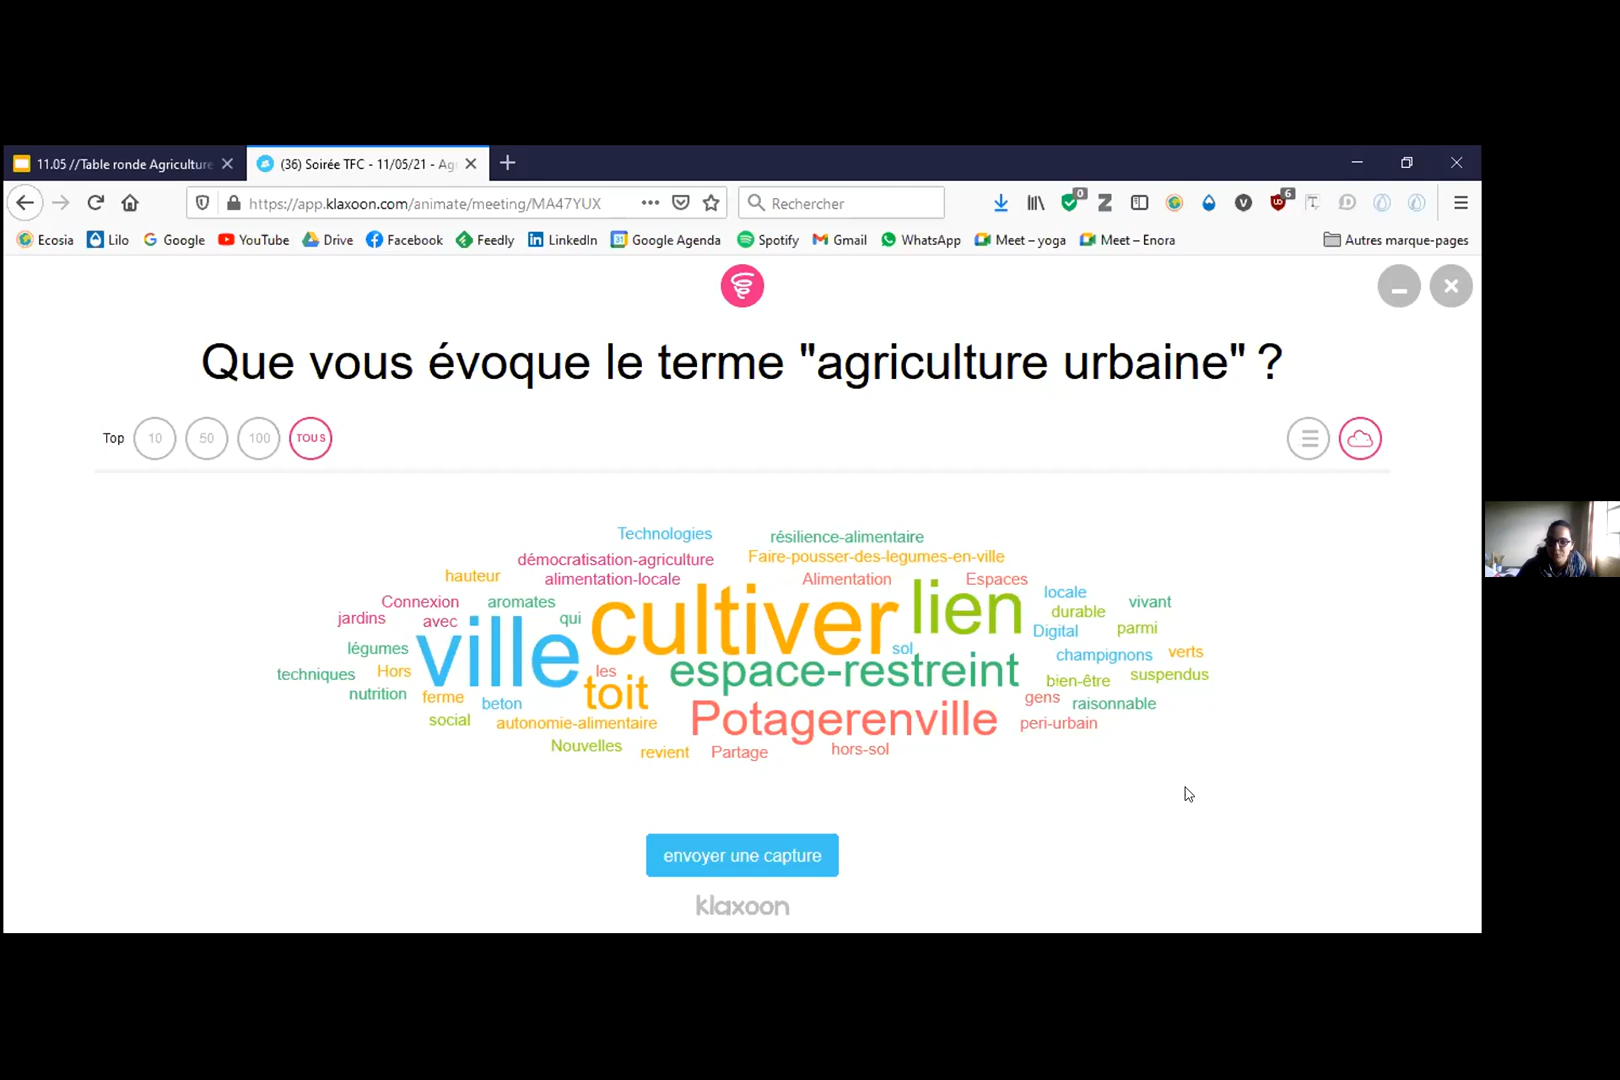 11.05 //Table ronde Agriculture
(36) Soirée TFC - 11/05/21 - Ag
https://app.klaxoon.com/animate/meeting/MA47YUX
Rechercher
0
6
Ecosia Lilo Google YouTube Drive Facebook Feedly LinkedIn Google Agenda Spotify Gmail WhatsApp Meet – yoga Meet – Enora Autres marque-pages
Que vous évoque le terme "agriculture urbaine" ?
Top 10 50 100 TOUS
Technologies résilience-alimentaire
démocratisation-agriculture Faire-pousser-des-legumes-en-ville
hauteur alimentation-locale Alimentation Espaces
Connexion aromates cultiver lien locale vivant
jardins avec qui durable parmi
légumes ville sol Digital champignons verts
techniques Hors les espace-restreint bien-être suspendus
nutrition ferme beton toit gens raisonnable
social autonomie-alimentaire Potagerenville peri-urbain
Nouvelles revient Partage hors-sol
envoyer une capture
klaxoon